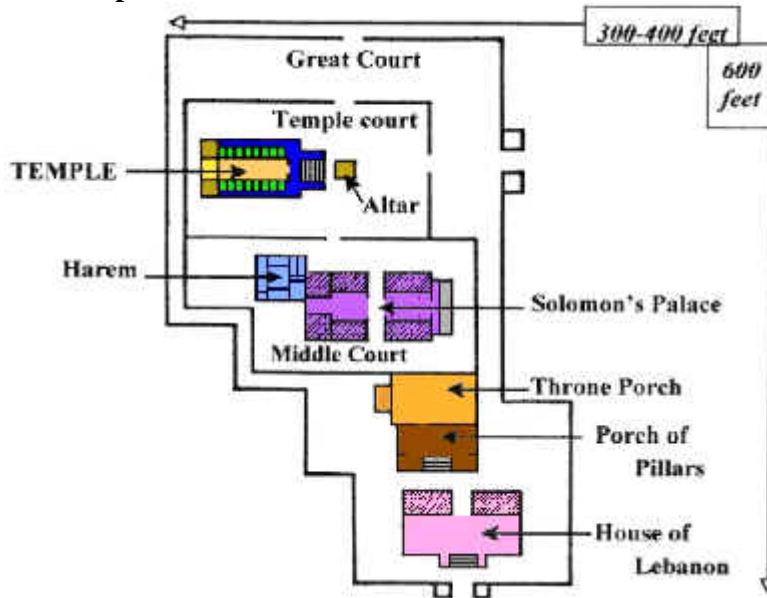 300-400 feet
600
feet
Great Court
Temple court
TEMPLE
Altar
Harem
Solomon's Palace
Middle Court
Throne Porch
Porch of
Pillars
House of
Lebanon